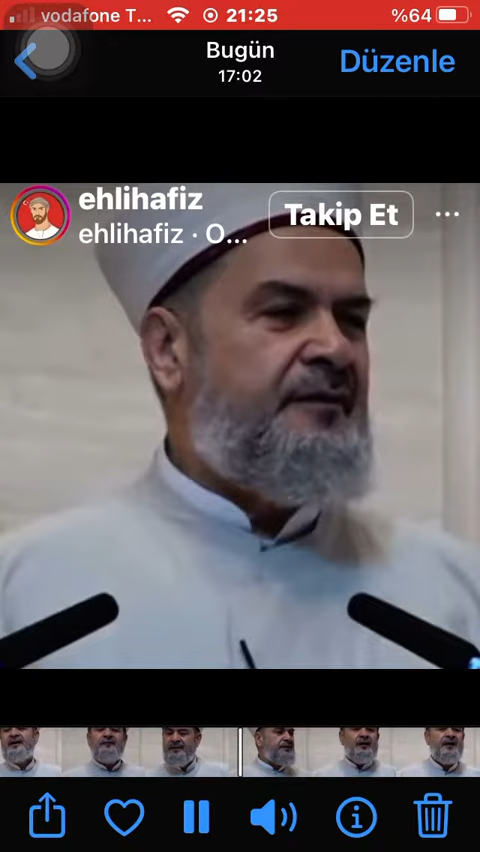 vodafone T... 21:25 %64
Bugün
17:02
Düzenle
ehlihafiz
ehlihafiz · O...
Takip Et